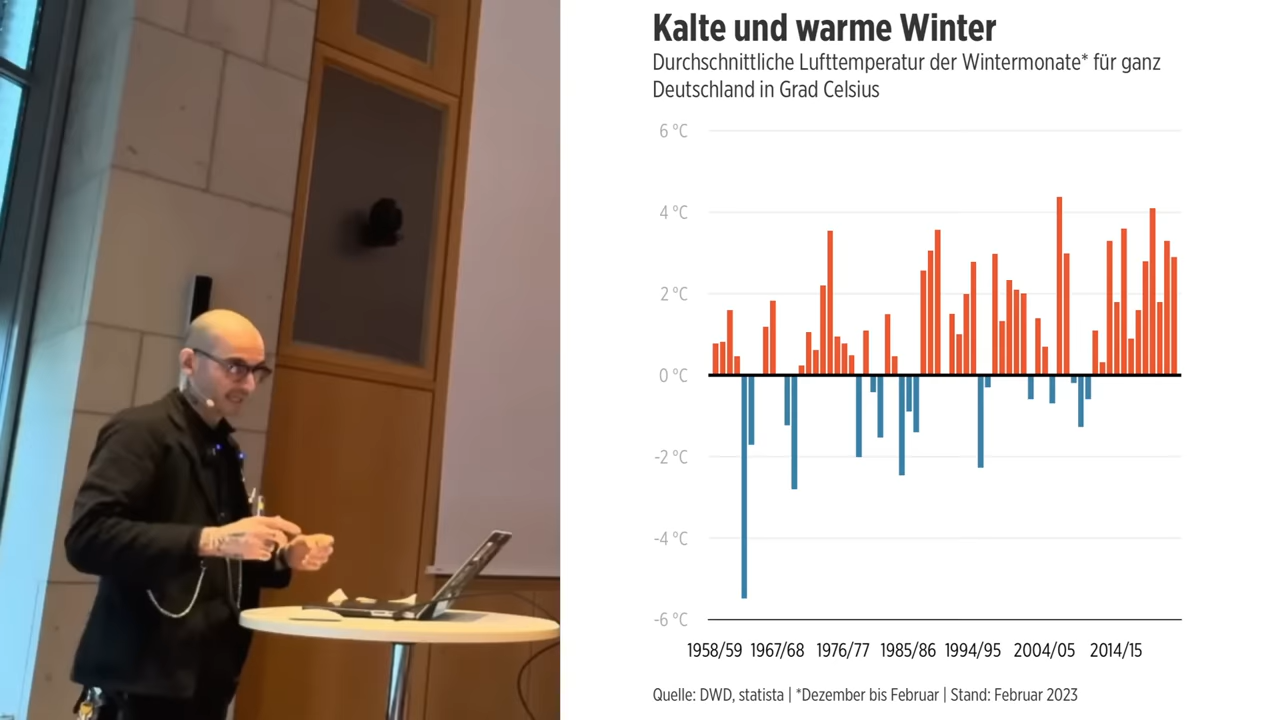 Kalte und warme Winter
Durchschnittliche Lufttemperatur der Wintermonate* für ganz
Deutschland in Grad Celsius
6 °C
4 °C
2 °C
0 °C
-2 °C
-4 °C
-6 °C
1958/59 1967/68 1976/77 1985/86 1994/95 2004/05 2014/15
Quelle: DWD, statista | *Dezember bis Februar | Stand: Februar 2023